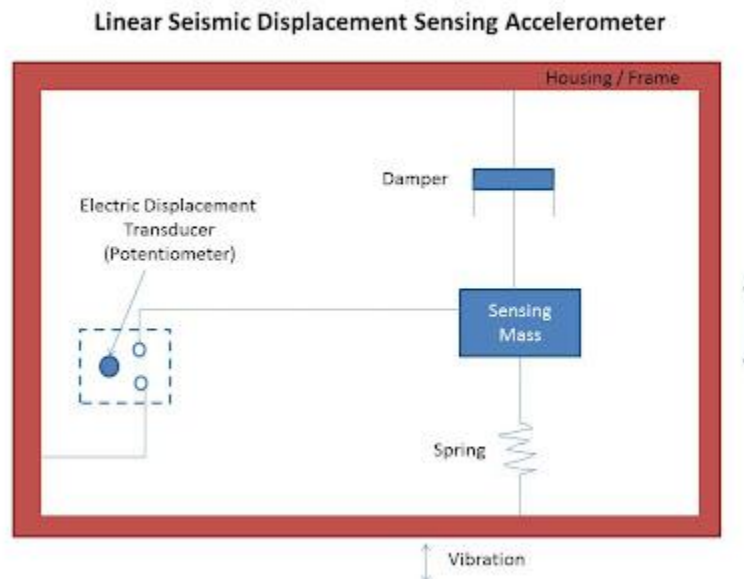 Linear Seismic Displacement Sensing Accelerometer
Housing / Frame
Damper
Electric Displacement
Transducer
(Potentiometer)
Sensing
Mass
Spring
Vibration